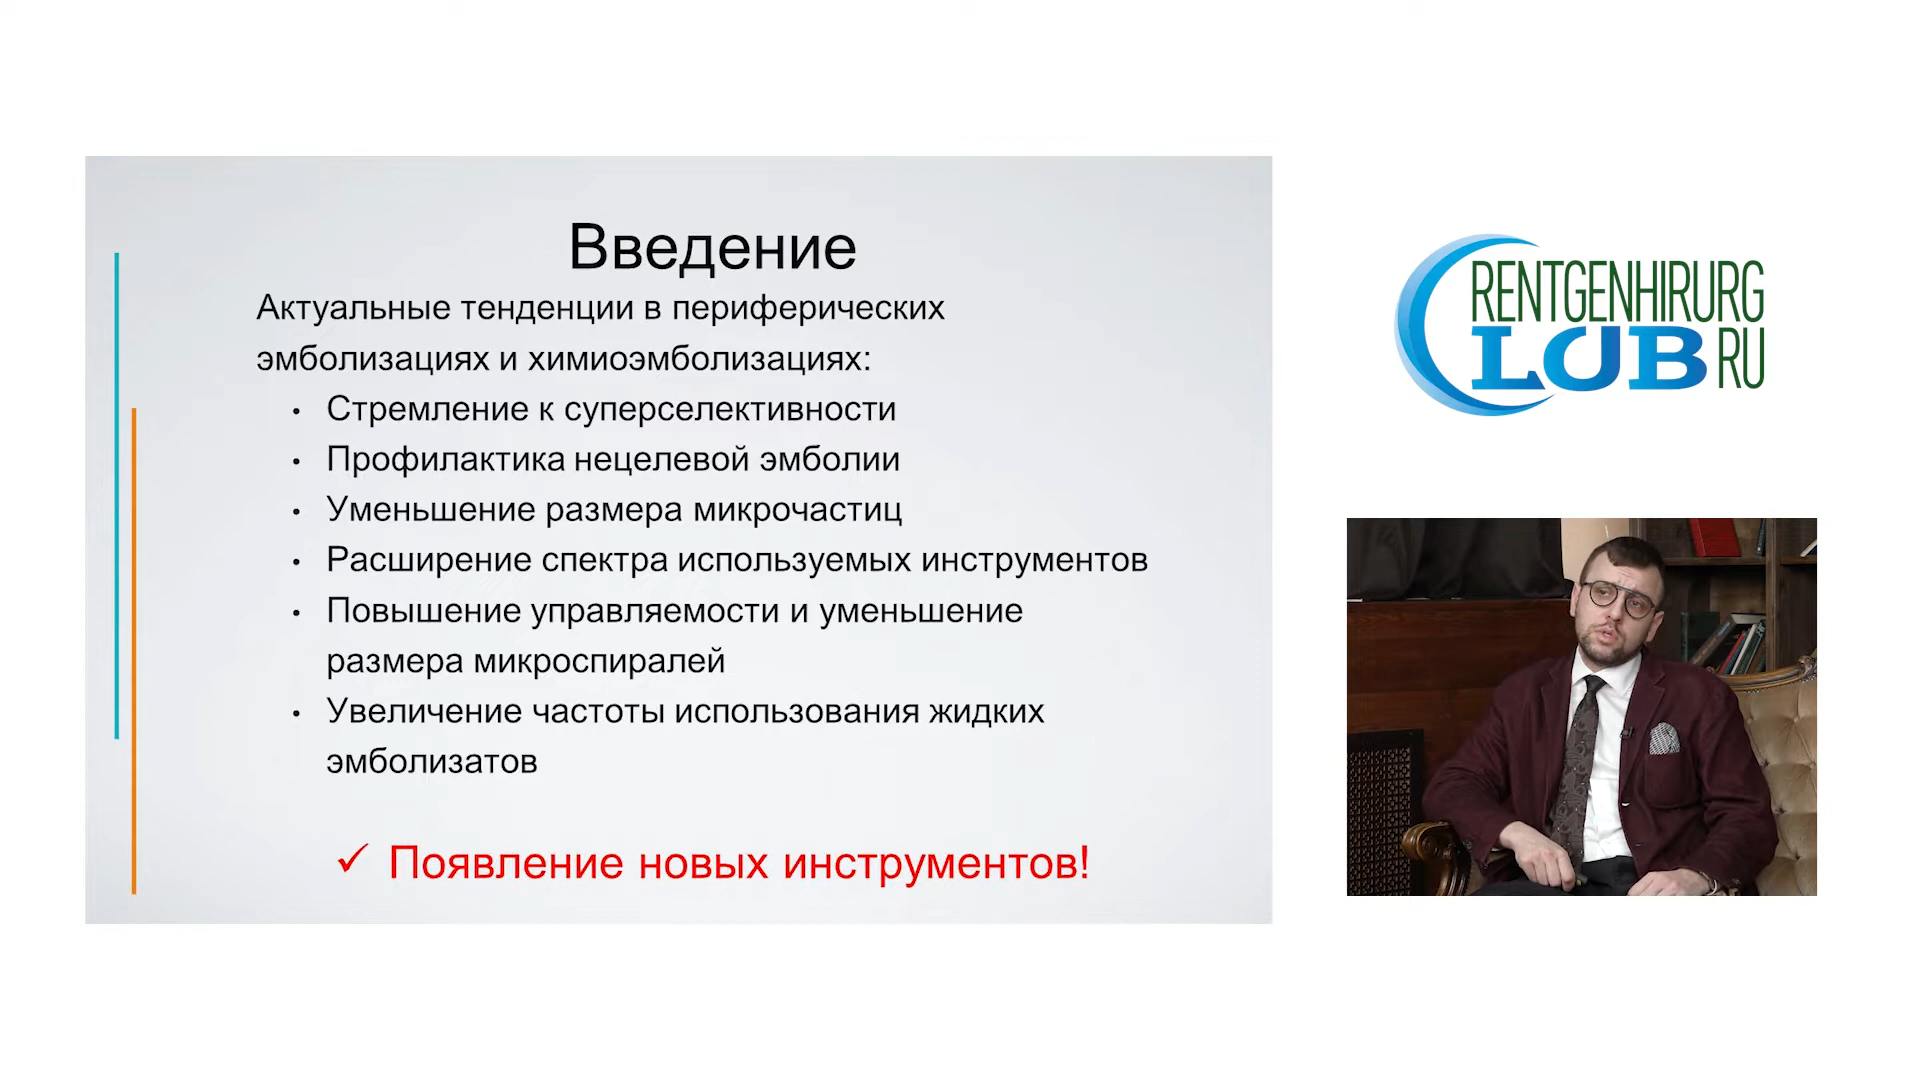 Введение
Актуальные тенденции в периферических
эмболизациях и химиоэмболизациях:
• Стремление к суперселективности
• Профилактика нецелевой эмболии
• Уменьшение размера микрочастиц
• Расширение спектра используемых инструментов
• Повышение управляемости и уменьшение
размера микроспиралей
• Увеличение частоты использования жидких
эмболизатов
✓ Появление новых инструментов!
RENTGENHIRURG
CLUB RU